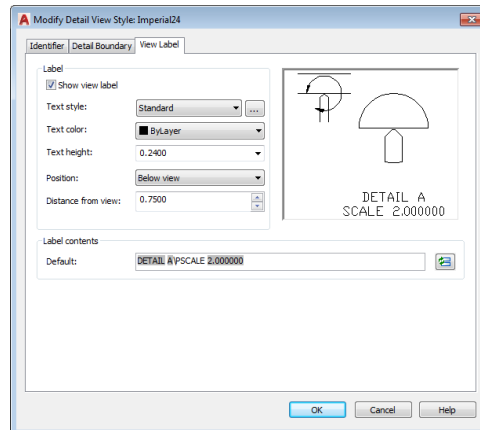 Modify Detail View Style: Imperial24
Identifier Detail Boundary View Label
Label
Show view label
Text style: Standard ...
Text color: ByLayer
Text height: 0.2400
Position: Below view
Distance from view: 0.7500
DETAIL A
SCALE 2.000000
Label contents
Default: DETAIL A\PSCALE 2.000000
OK Cancel Help